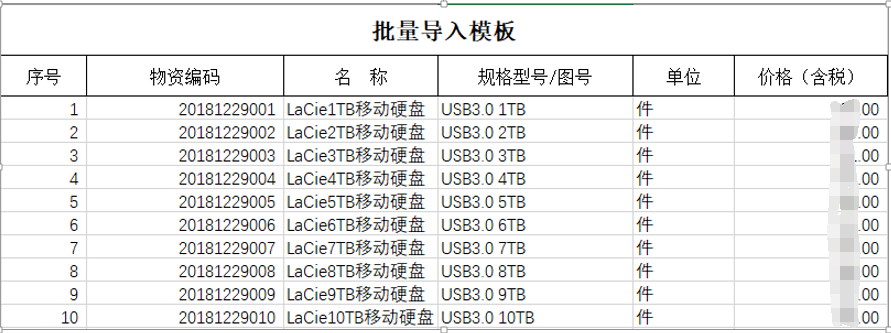 批量导入模板
序号 物资编码 名 称 规格型号/图号 单位 价格（含税）
1 20181229001 LaCie1TB移动硬盘 USB3.0 1TB 件 .00
2 20181229002 LaCie2TB移动硬盘 USB3.0 2TB 件 .00
3 20181229003 LaCie3TB移动硬盘 USB3.0 3TB 件 .00
4 20181229004 LaCie4TB移动硬盘 USB3.0 4TB 件 .00
5 20181229005 LaCie5TB移动硬盘 USB3.0 5TB 件 .00
6 20181229006 LaCie6TB移动硬盘 USB3.0 6TB 件 .00
7 20181229007 LaCie7TB移动硬盘 USB3.0 7TB 件 .00
8 20181229008 LaCie8TB移动硬盘 USB3.0 8TB 件 .00
9 20181229009 LaCie9TB移动硬盘 USB3.0 9TB 件 .00
10 20181229010 LaCie10TB移动硬盘 USB3.0 10TB 件 .00